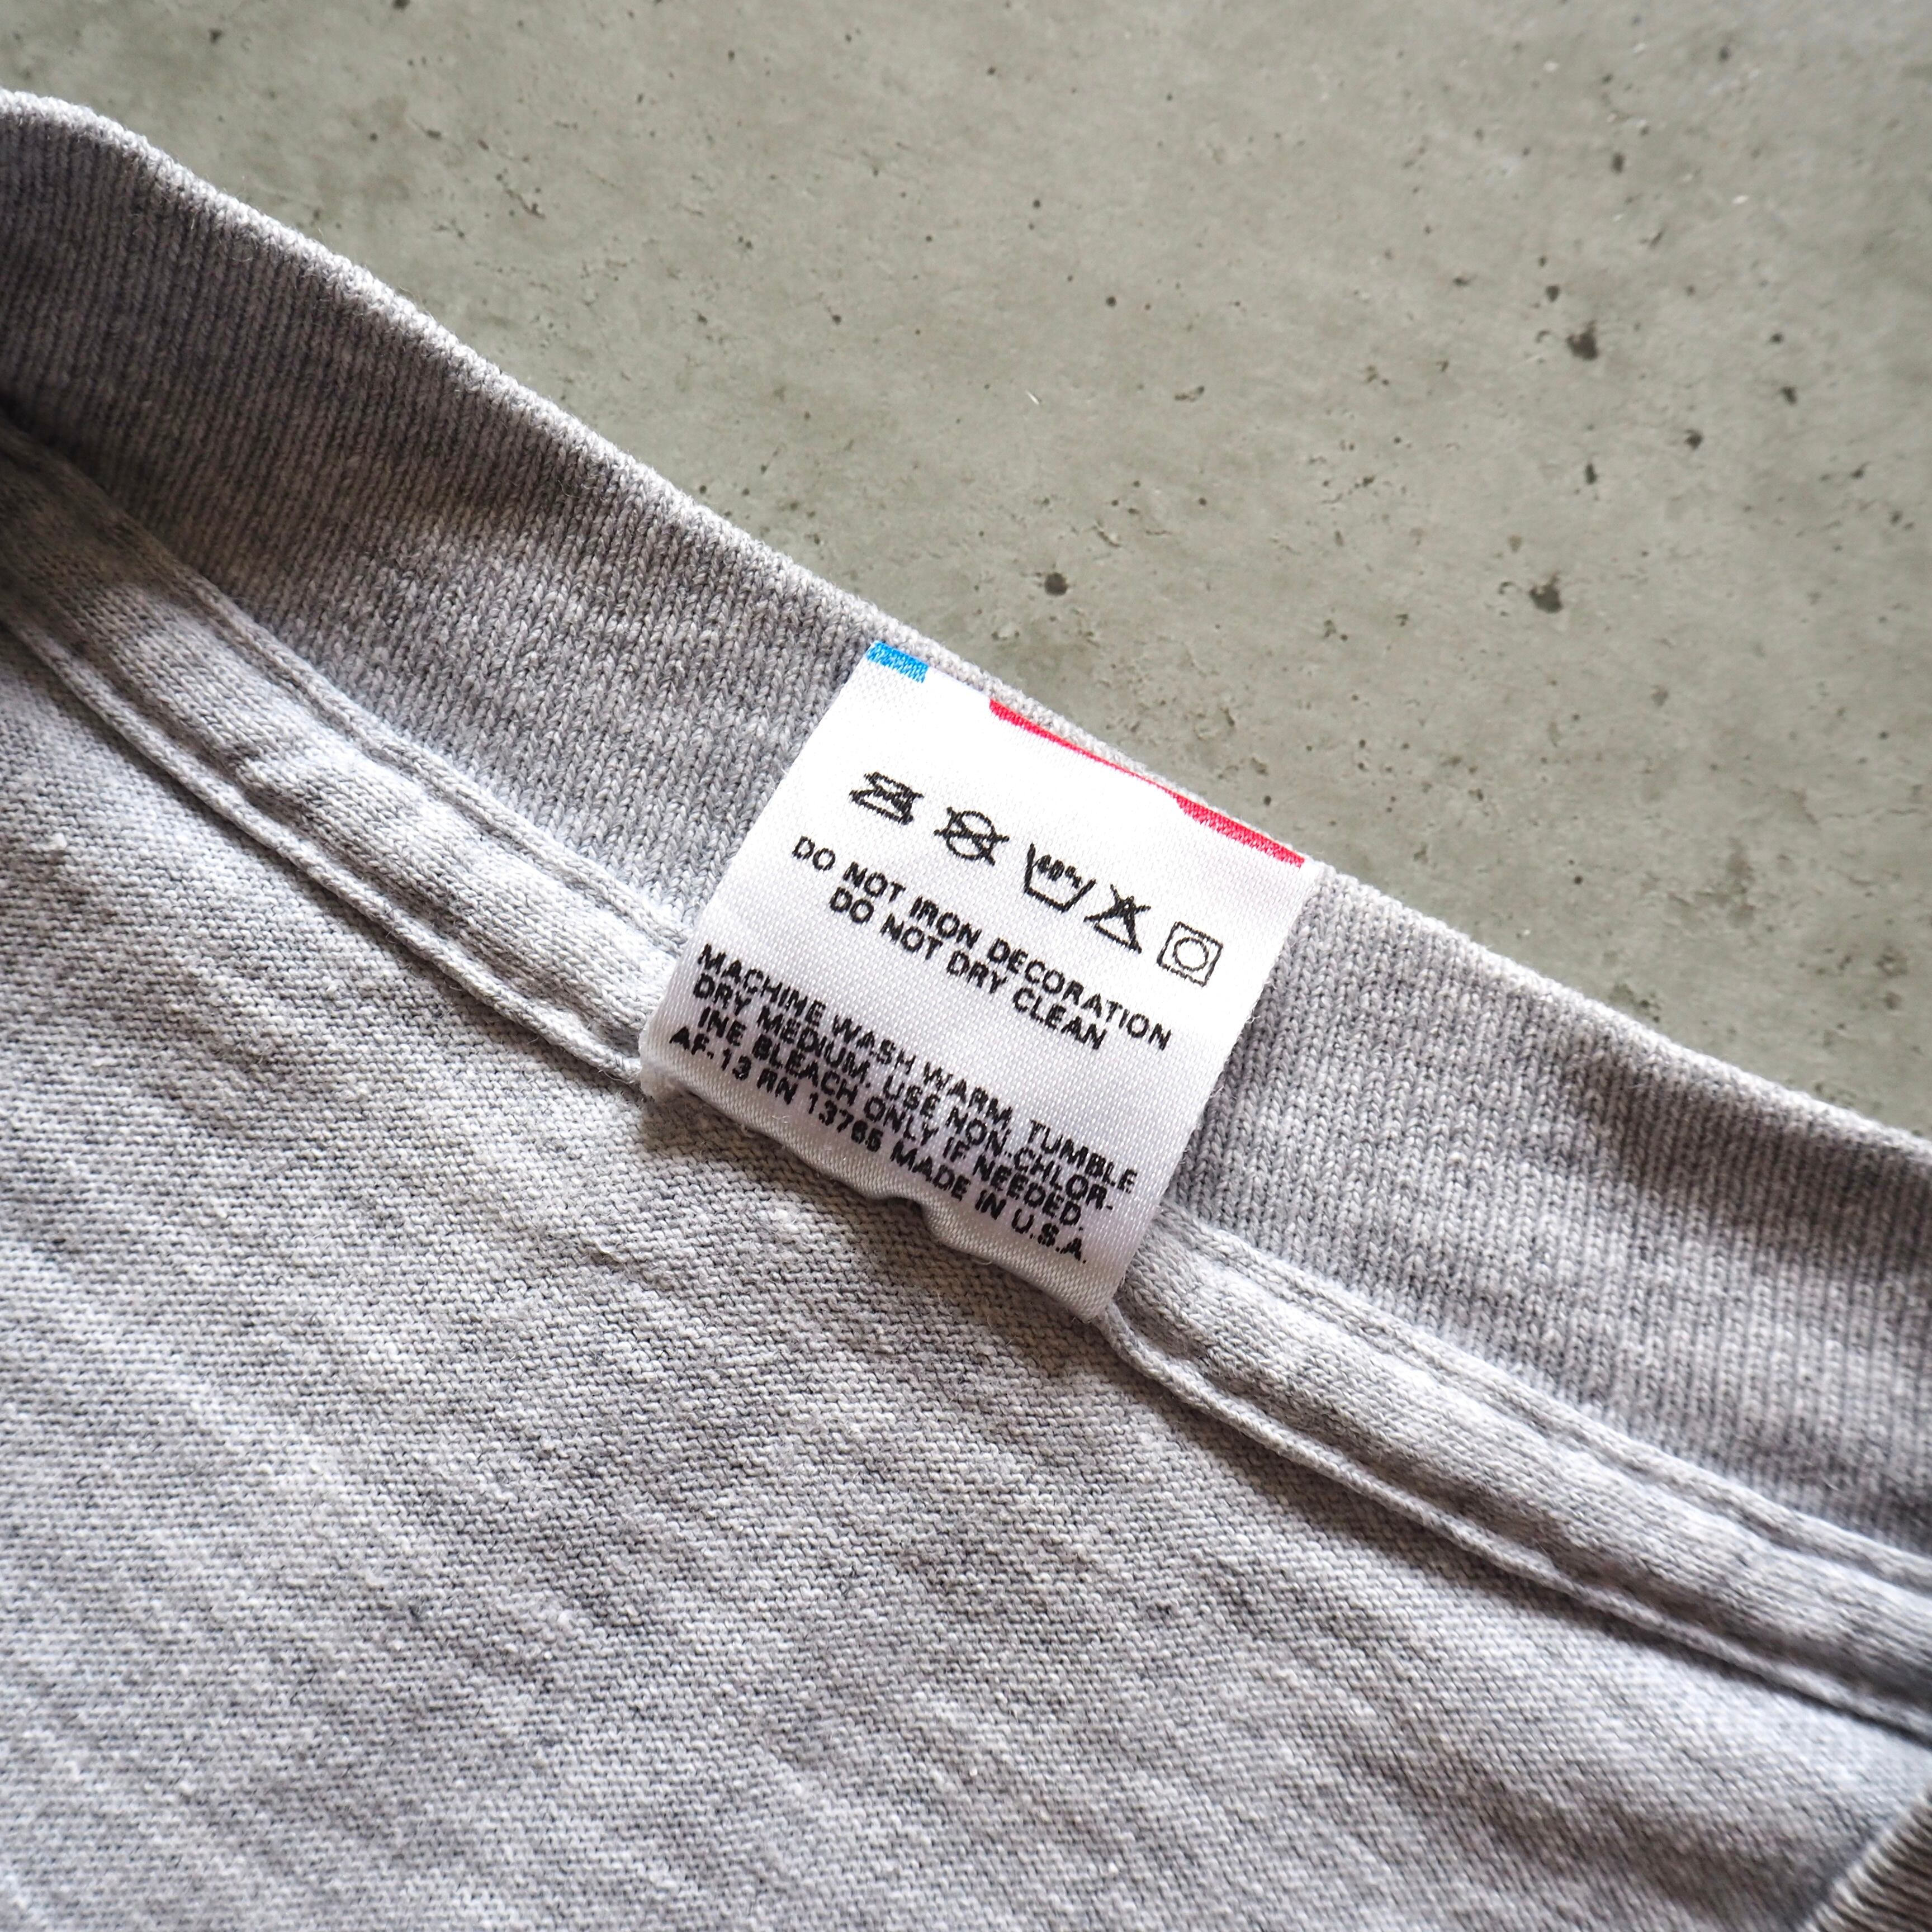 40°
DO NOT IRON DECORATION
DO NOT DRY CLEAN
MACHINE WASH WARM, TUMBLE
DRY MEDIUM. USE NON-CHLOR-
INE BLEACH ONLY IF NEEDED.
AF-13 RN 13765 MADE IN U.S.A.